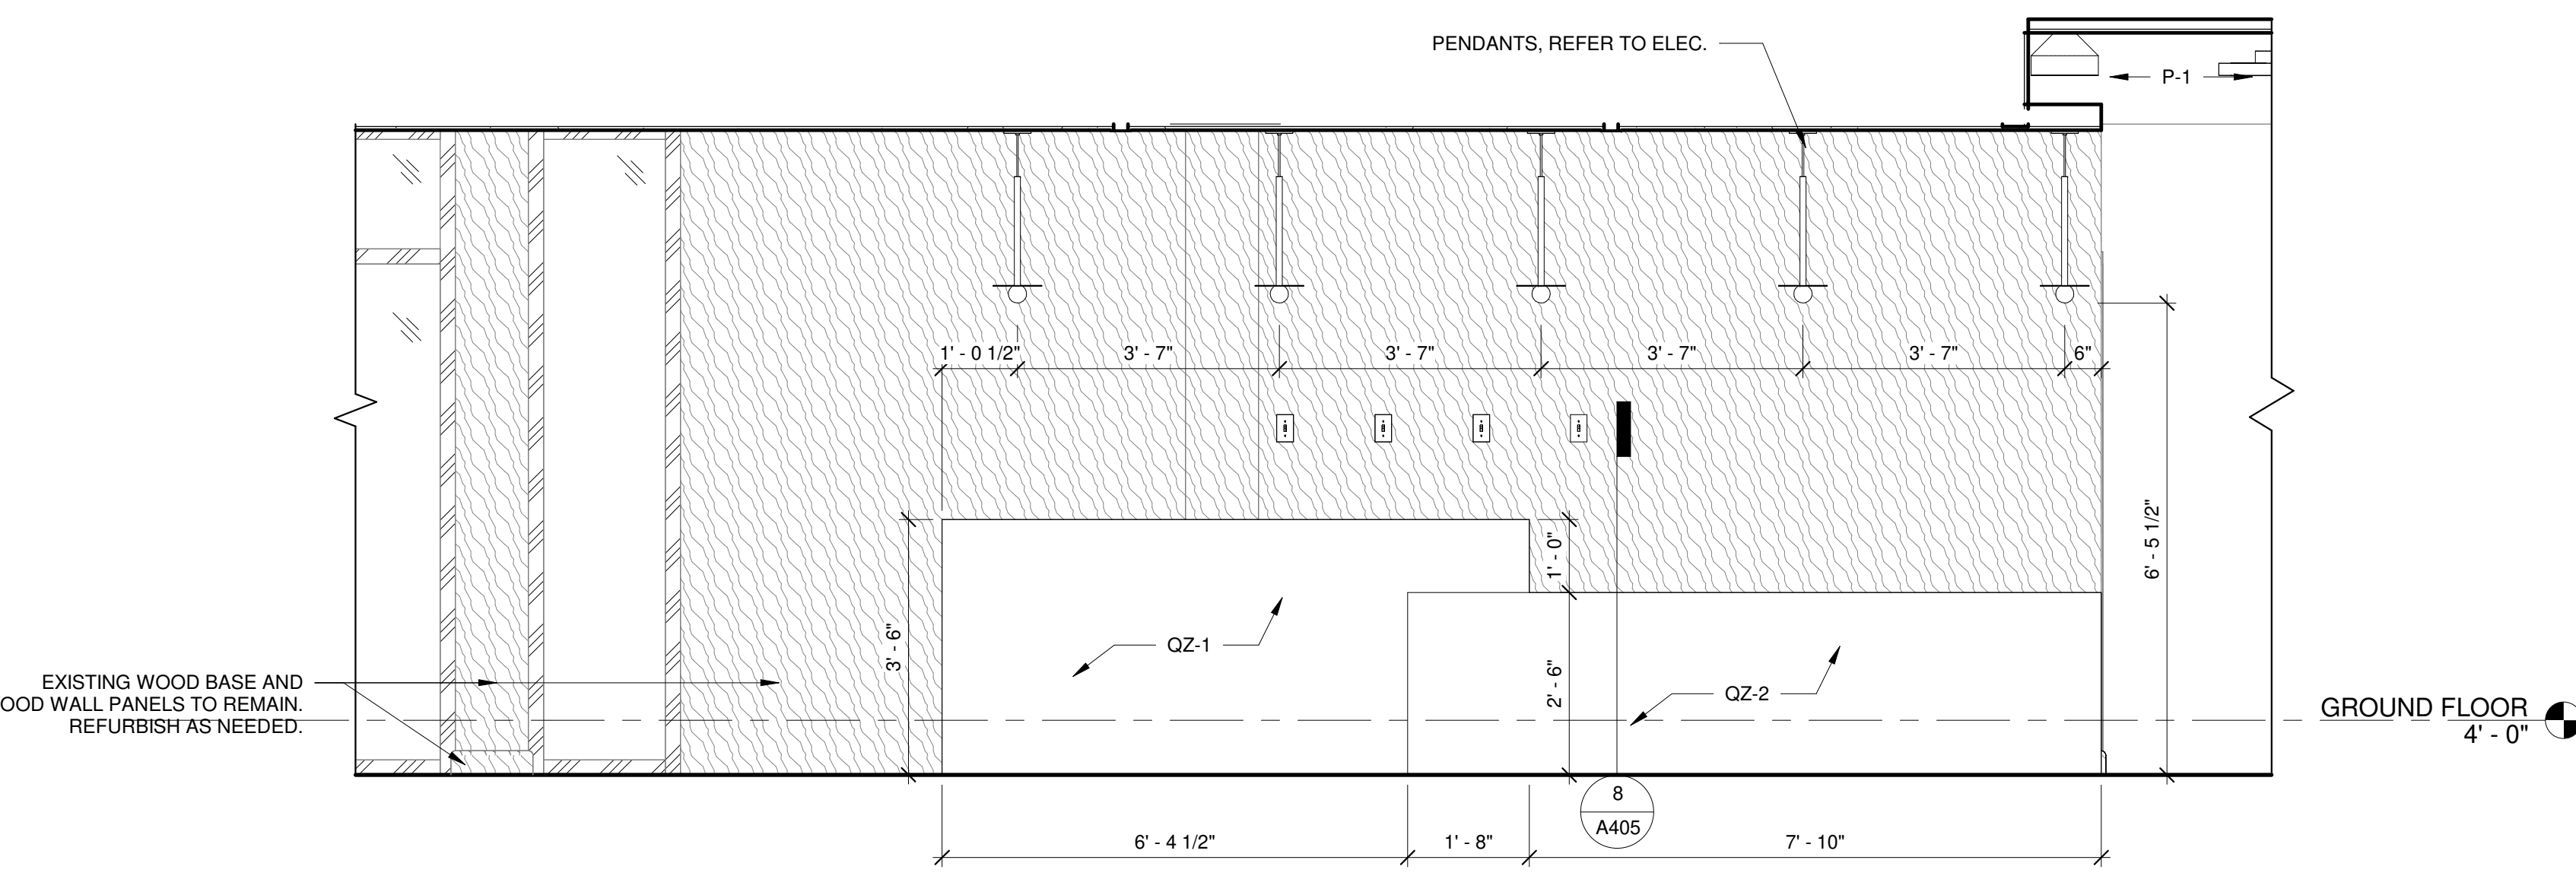 PENDANTS, REFER TO ELEC.
P-1
1' - 0 1/2"
3' - 7"
3' - 7"
3' - 7"
3' - 7"
6"
6' - 5 1/2"
1' - 0"
3' - 6"
QZ-1
2' - 6"
QZ-2
EXISTING WOOD BASE AND
OOD WALL PANELS TO REMAIN.
REFURBISH AS NEEDED.
GROUND FLOOR
4' - 0"
8
A405
6' - 4 1/2"
1' - 8"
7' - 10"